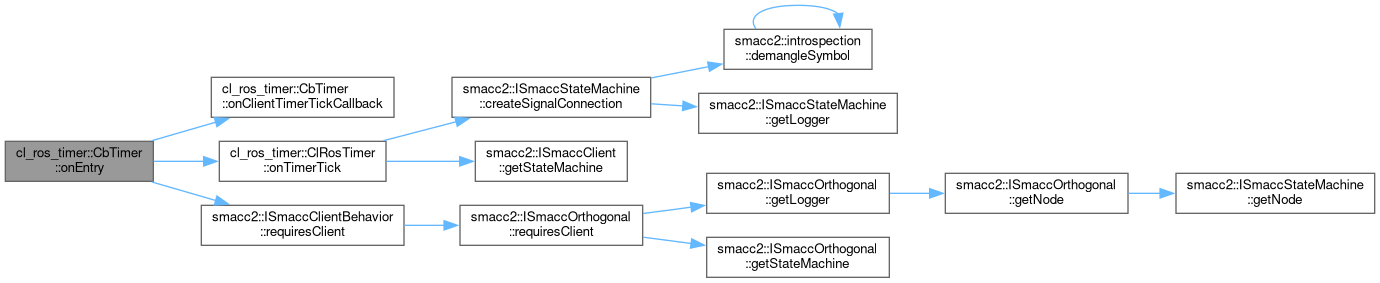 smacc2::introspection
::demangleSymbol
cl_ros_timer::CbTimer
::onClientTimerTickCallback
smacc2::ISmaccStateMachine
::createSignalConnection
smacc2::ISmaccStateMachine
::getLogger
cl_ros_timer::CbTimer
::onEntry
cl_ros_timer::ClRosTimer
::onTimerTick
smacc2::ISmaccClient
::getStateMachine
smacc2::ISmaccOrthogonal
::getLogger
smacc2::ISmaccOrthogonal
::getNode
smacc2::ISmaccStateMachine
::getNode
smacc2::ISmaccClientBehavior
::requiresClient
smacc2::ISmaccOrthogonal
::requiresClient
smacc2::ISmaccOrthogonal
::getStateMachine